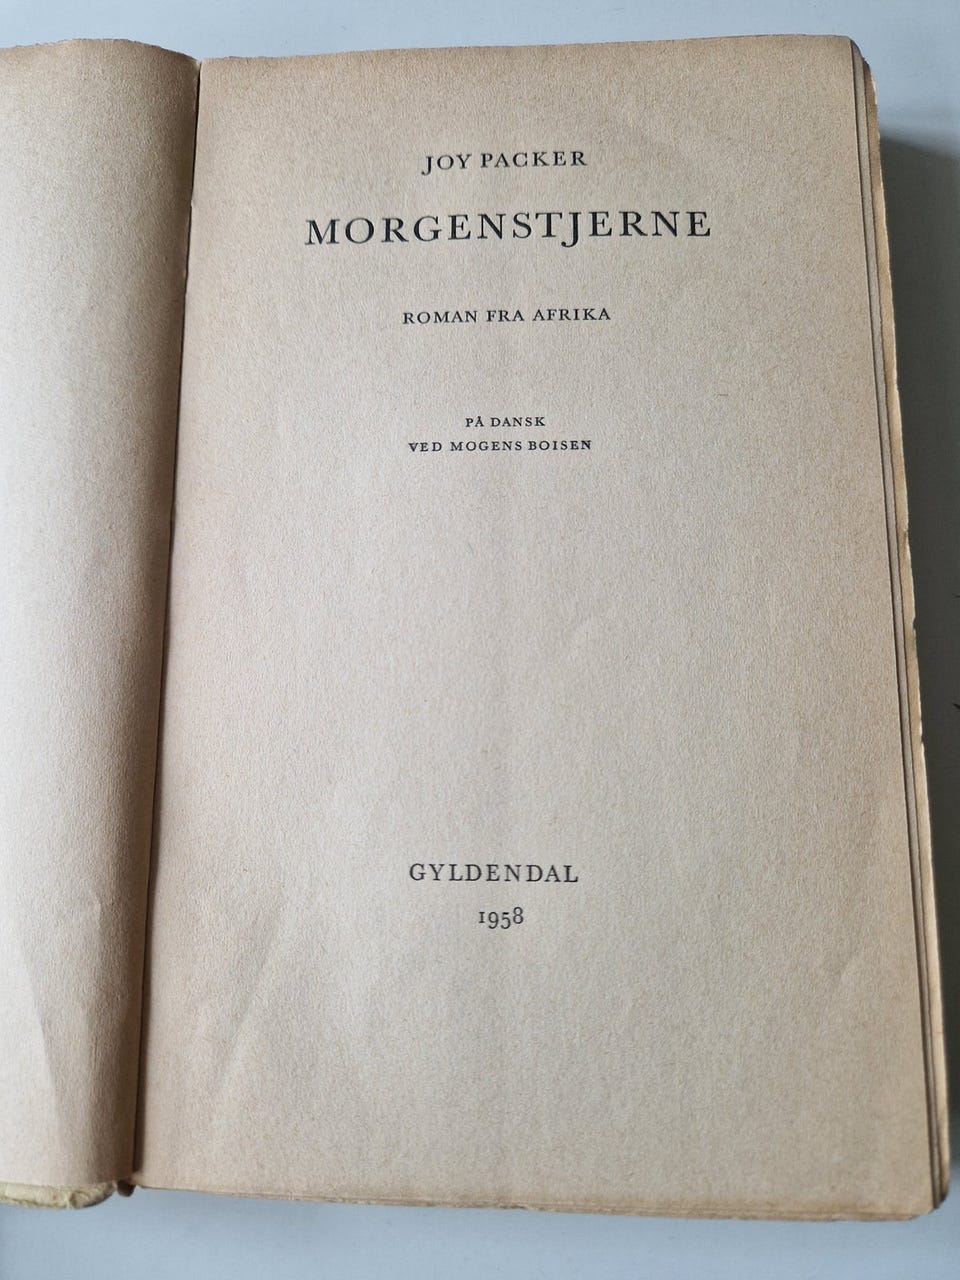 JOY PACKER
MORGENSTJERNE
ROMAN FRA AFRIKA
PÅ DANSK
VED MOGENS BOISEN
GYLDENDAL
1958